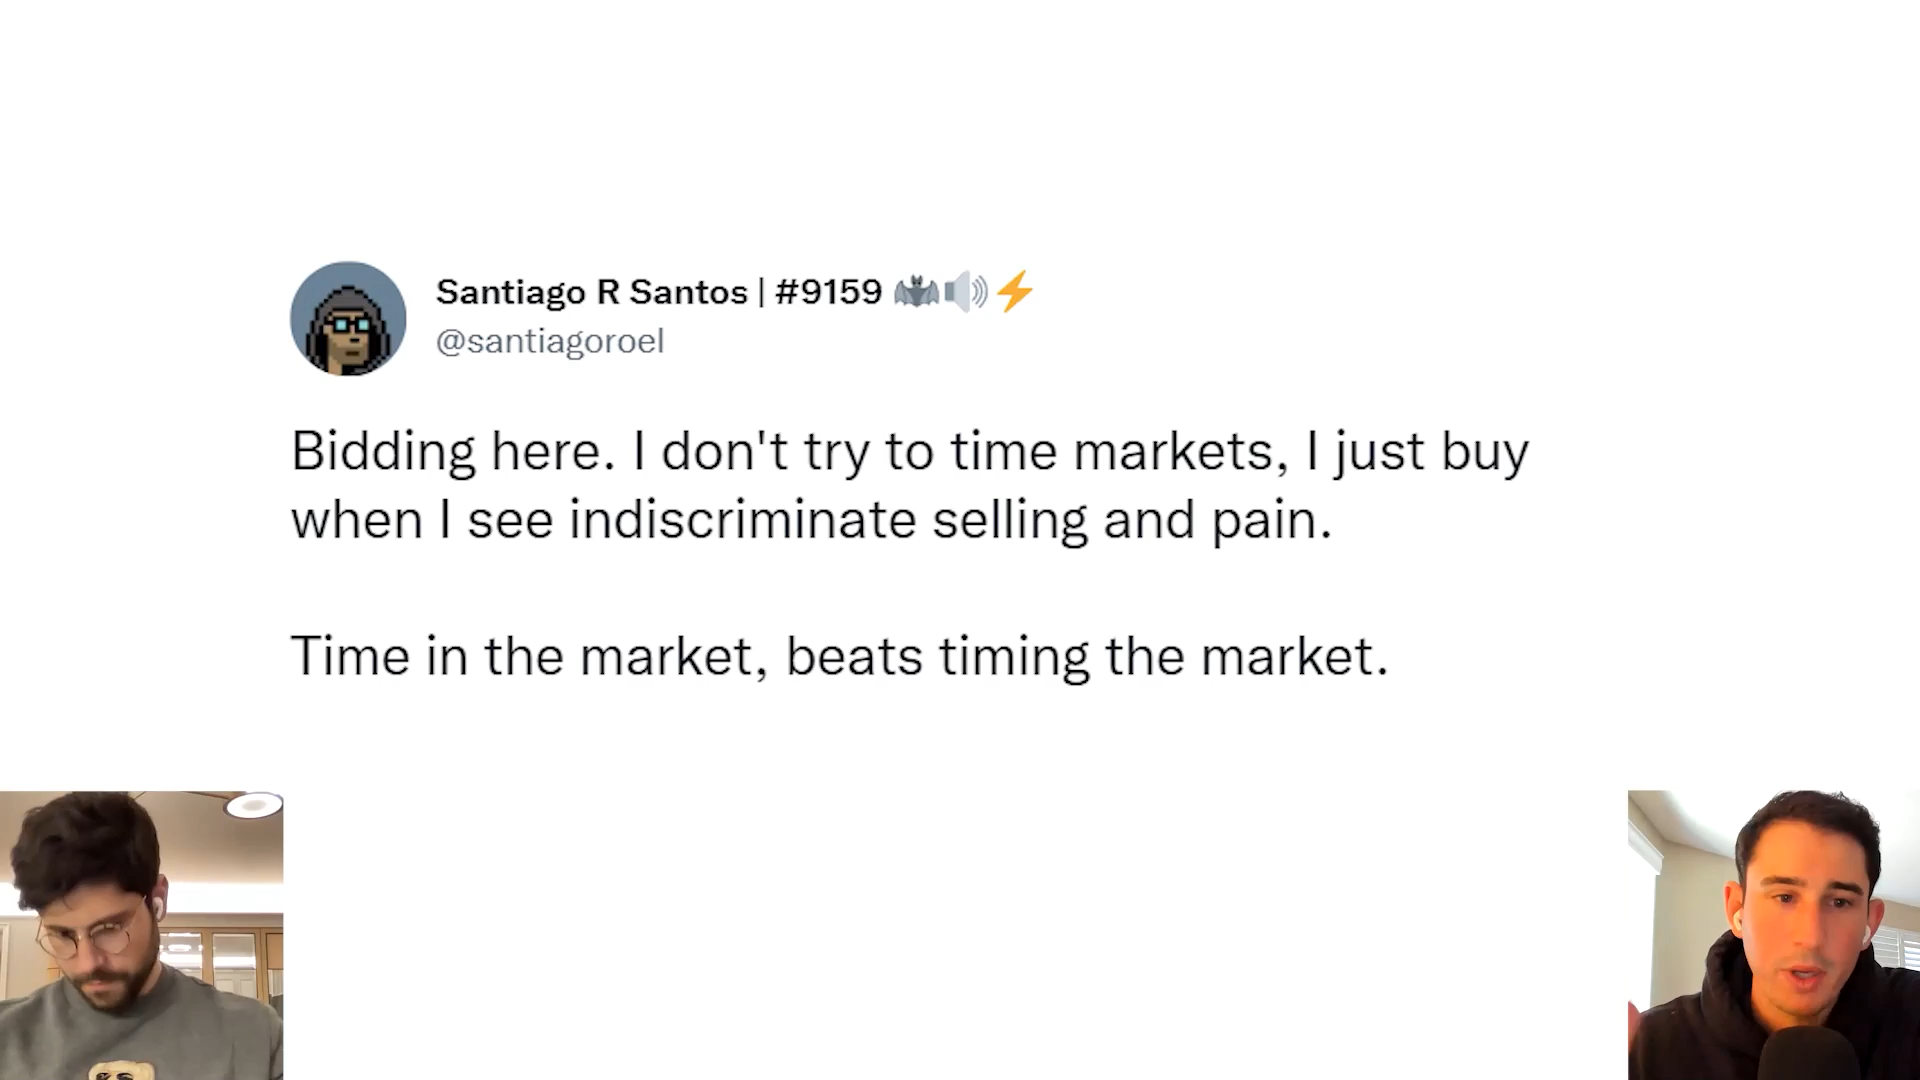 Santiago R Santos | #9159 🦇🔊⚡
@santiagoroel
Bidding here. I don't try to time markets, I just buy
when I see indiscriminate selling and pain.
Time in the market, beats timing the market.